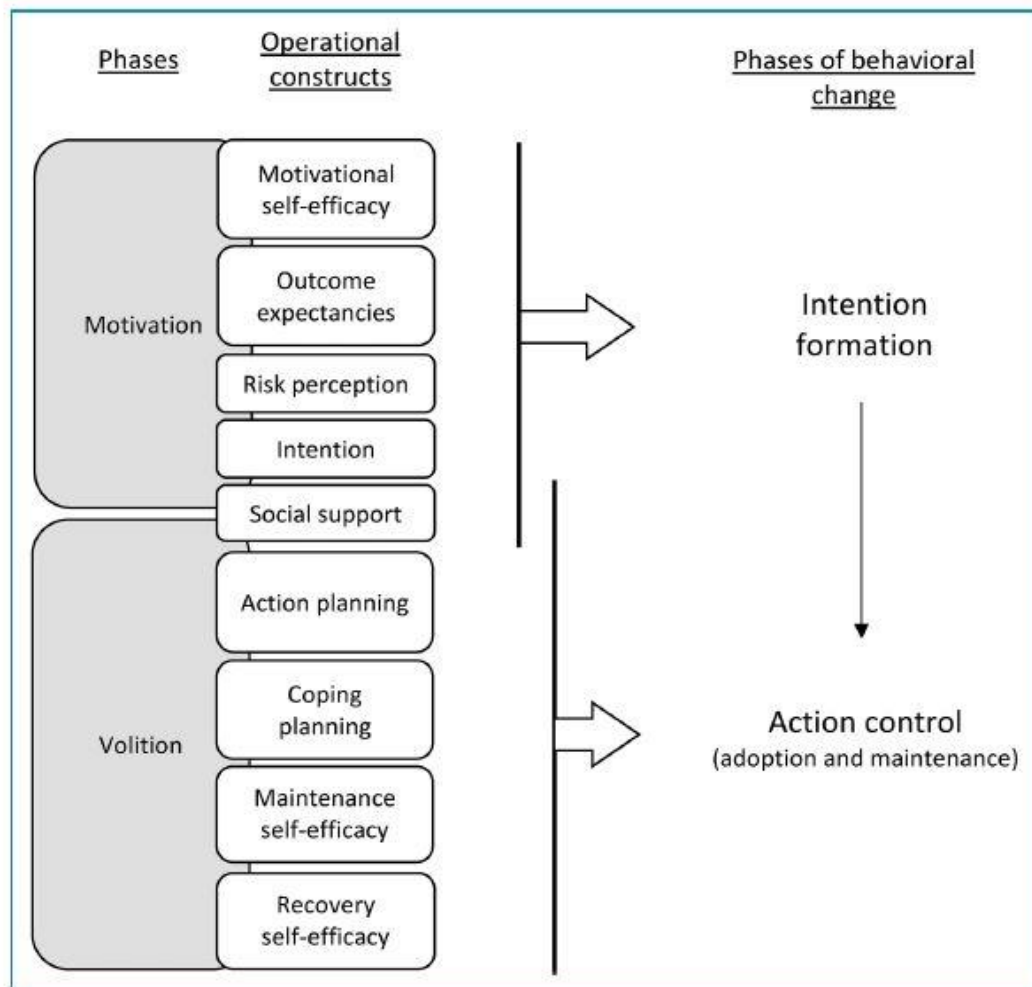 Phases
Operational
constructs
Phases of behavioral
change
Motivation
Motivational
self-efficacy
Outcome
expectancies
Risk perception
Intention
Social support
Intention
formation
Volition
Action planning
Coping
planning
Maintenance
self-efficacy
Recovery
self-efficacy
Action control
(adoption and maintenance)